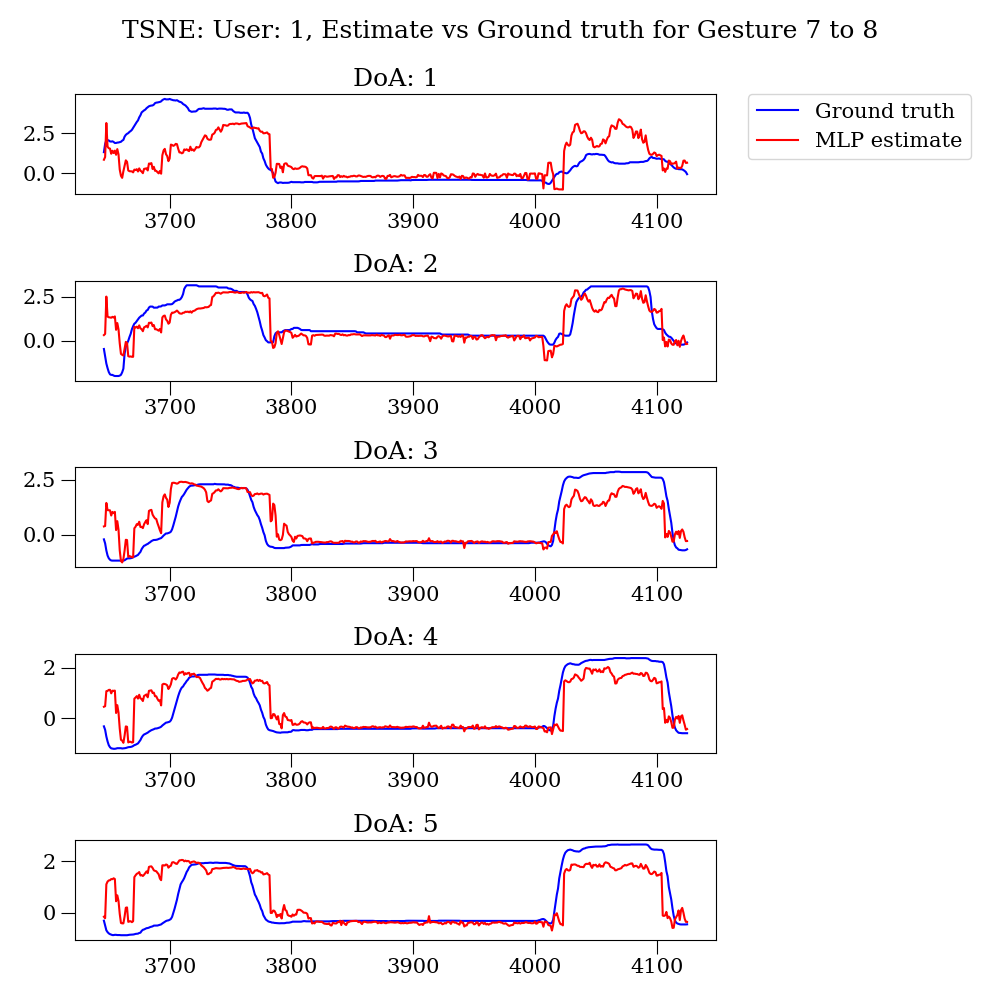 TSNE: User: 1, Estimate vs Ground truth for Gesture 7 to 8
DoA: 1
Ground truth
MLP estimate
2.5
0.0
3700 3800 3900 4000 4100
DoA: 2
2.5
0.0
3700 3800 3900 4000 4100
DoA: 3
2.5
0.0
3700 3800 3900 4000 4100
DoA: 4
2
0
3700 3800 3900 4000 4100
DoA: 5
2
0
3700 3800 3900 4000 4100